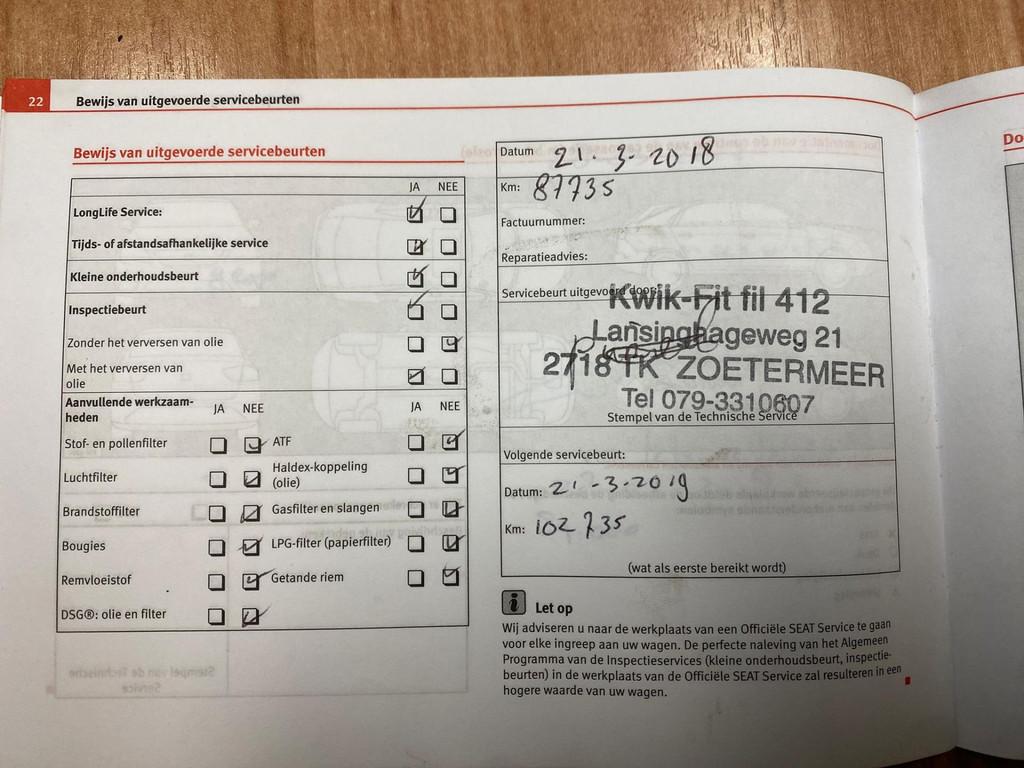 22 Bewijs van uitgevoerde servicebeurten
Bewijs van uitgevoerde servicebeurten
JA NEE
LongLife Service:
Tijds- of afstandsafhankelijke service
Kleine onderhoudsbeurt
Inspectiebeurt
Zonder het verversen van olie
Met het verversen van
olie
Aanvullende werkzaam-
heden
JA NEE JA NEE
Stof- en pollenfilter ATF
Luchtfilter Haldex-koppeling
(olie)
Brandstoffilter Gasfilter en slangen
Bougies LPG-filter (papierfilter)
Remvloeistof Getande riem
DSG®: olie en filter
Datum 21-3-2018
Km: 87735
Factuurnummer:
Reparatieadvies:
Servicebeurt uitgevoerd door:
Kwik-Fit fil 412
Lansinghageweg 21
2718 TK ZOETERMEER
Tel 079-3310607
Stempel van de Technische Service
Volgende servicebeurt:
Datum: 21-3-2019
Km: 102735
(wat als eerste bereikt wordt)
i Let op
Wij adviseren u naar de werkplaats van een Officiële SEAT Service te gaan
voor elke ingreep aan uw wagen. De perfecte naleving van het Algemeen
Programma van de Inspectieservices (kleine onderhoudsbeurt, inspectie-
beurten) in de werkplaats van de Officiële SEAT Service zal resulteren in een
hogere waarde van uw wagen.
Do